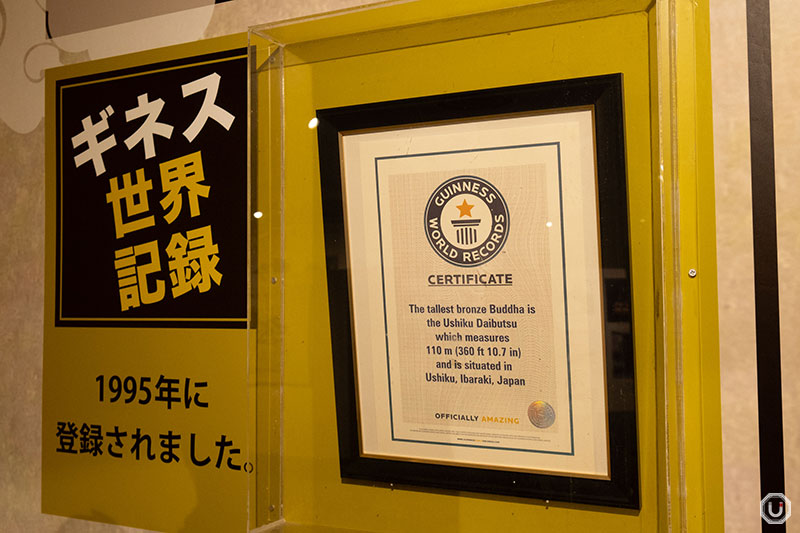 ギネス
世界
記録
1995年に
登録されました。
GUINNESS
WORLD RECORDS
CERTIFICATE
The tallest bronze Buddha is
the Ushiku Daibutsu
which measures
110 m (360 ft 10.7 in)
and is situated in
Ushiku, Ibaraki, Japan
OFFICIALLY AMAZING